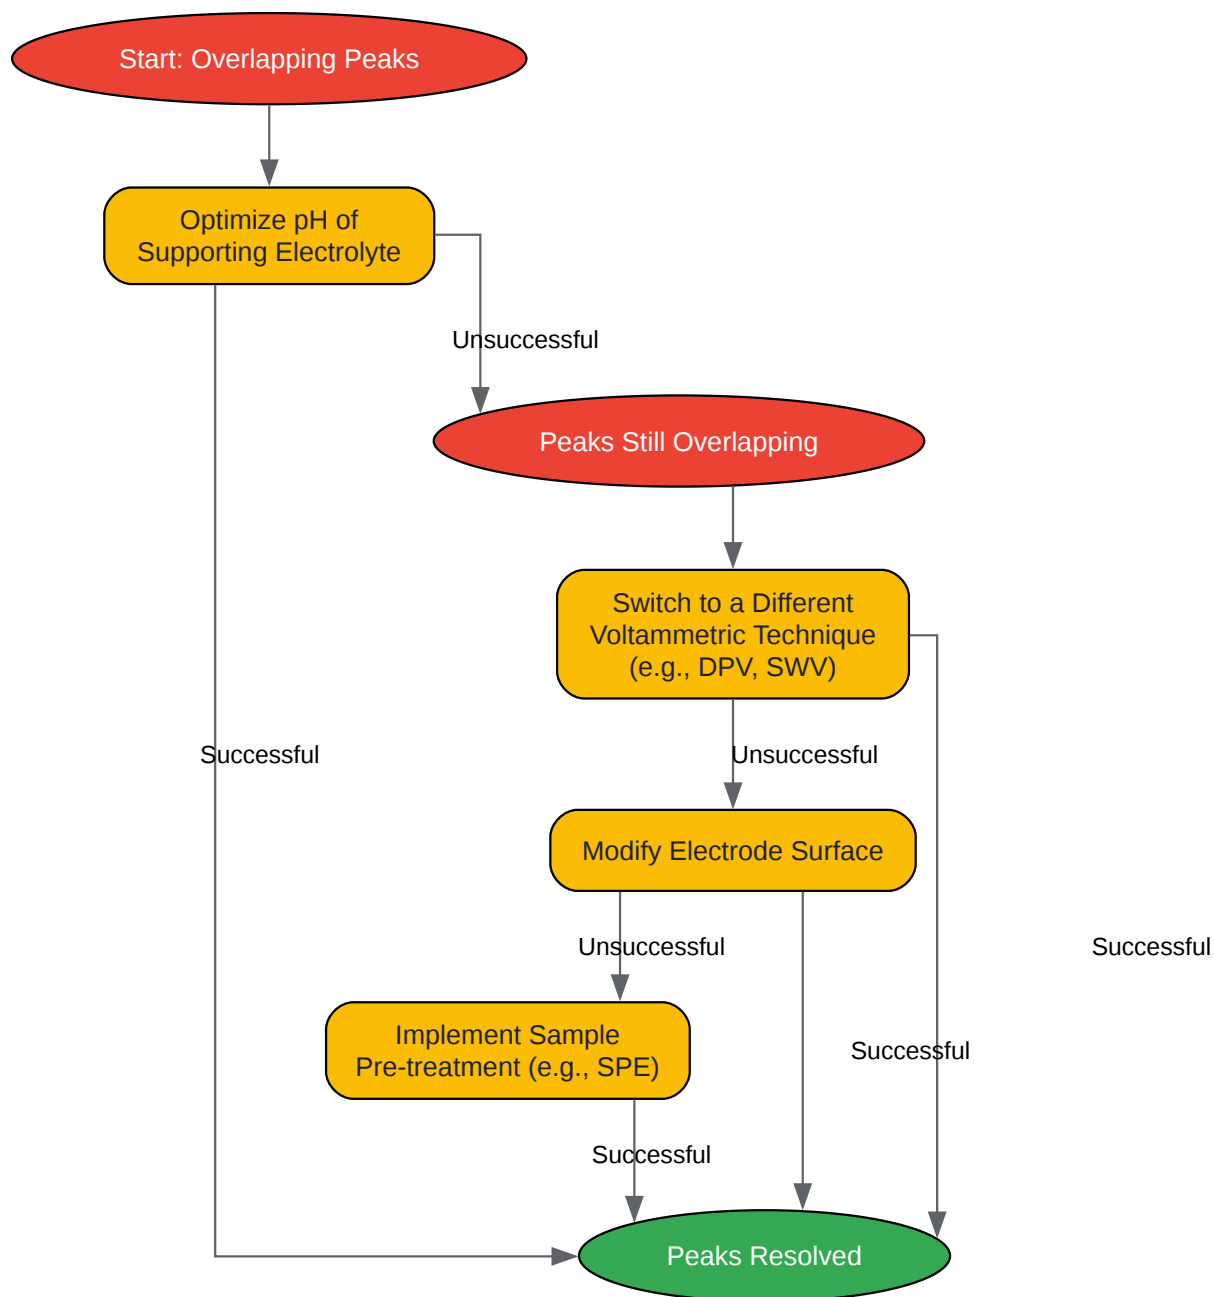 Start: Overlapping Peaks
Optimize pH of
Supporting Electrolyte
Unsuccessful
Peaks Still Overlapping
Switch to a Different
Voltammetric Technique
(e.g., DPV, SWV)
Successful
Unsuccessful
Modify Electrode Surface
Unsuccessful
Successful
Implement Sample
Pre-treatment (e.g., SPE)
Successful
Successful
Peaks Resolved